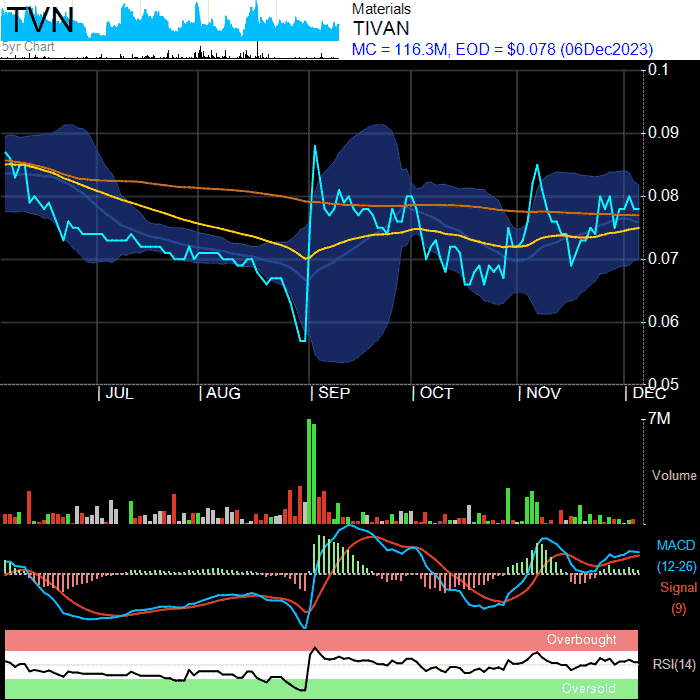 TVN
5yr Chart
Materials
TIVAN
MC = 116.3M, EOD = $0.078 (06Dec2023)
0.1
0.09
0.08
0.07
0.06
0.05
JUL AUG SEP OCT NOV DEC
7M
Volume
MACD
(12-26)
Signal
(9)
Overbought
RSI(14)
Oversold